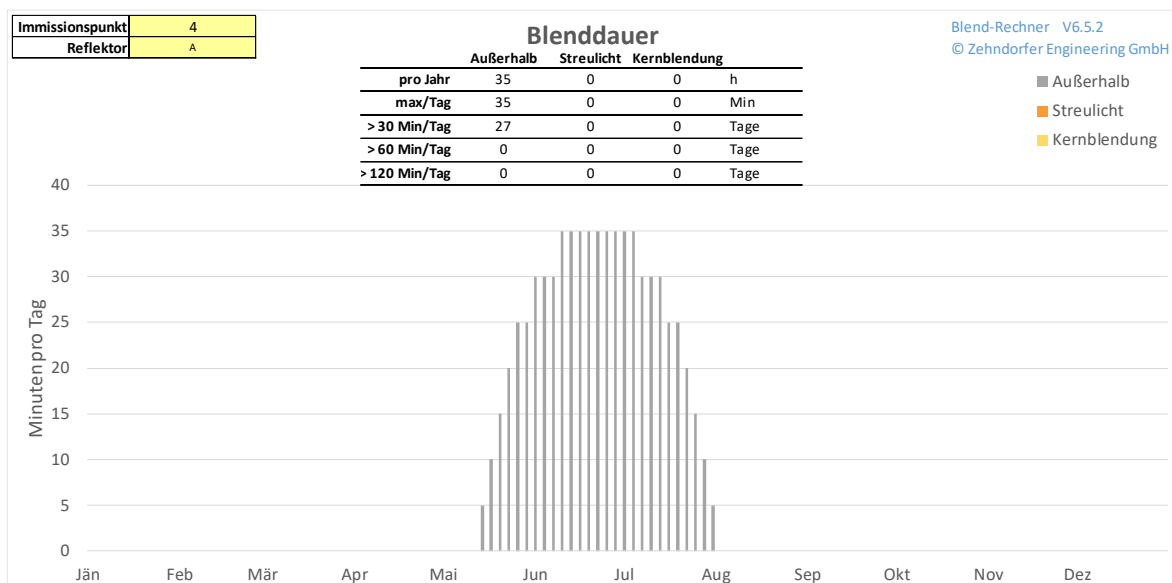 Immissionspunkt 4
Reflektor A
Blenddauer
Blend-Rechner V6.5.2
© Zehndorfer Engineering GmbH
Außerhalb Streulicht Kernblendung
pro Jahr 35 0 0 h
max/Tag 35 0 0 Min
> 30 Min/Tag 27 0 0 Tage
> 60 Min/Tag 0 0 0 Tage
> 120 Min/Tag 0 0 0 Tage
Außerhalb
Streulicht
Kernblendung
Minuten pro Tag
40
35
30
25
20
15
10
5
0
Jän Feb Mär Apr Mai Jun Jul Aug Sep Okt Nov Dez